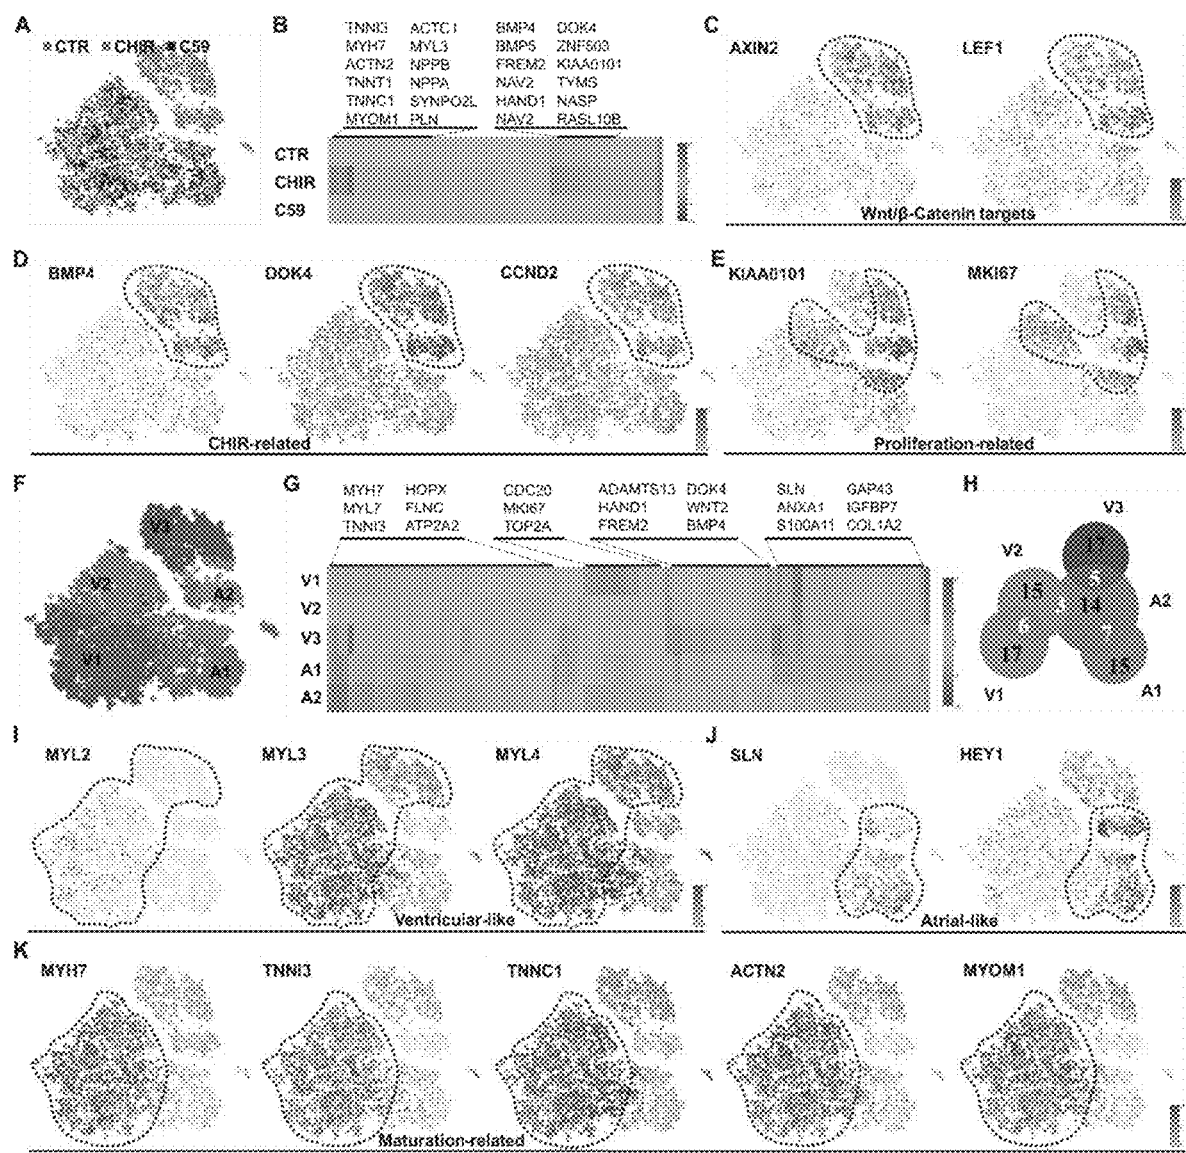 A
CTR CHIR C59
B
TNNI3 ACTC1 BMP4 DOK4
MYH7 MYL3 BMP5 ZNF503
ACTN2 NPPB FREM2 KIAA0101
TNNT1 NPPA NAV2 TYMS
TNNC1 SYNPO2L HAND1 NASP
MYOM1 PLN NAV2 RASL10B
CTR
CHIR
C59
C
AXIN2 LEF1
Wnt/β-Catenin targets
D
BMP4 DOK4 CCND2
CHIR-related
E
KIAA0101 MKI67
Proliferation-related
F
V3
V2
A2
V1
A1
G
MYH7 HOPX CDC20 ADAMTS13 DOK4 SLN GAP43
MYL7 FLNC MKI67 HAND1 WNT2 ANXA1 IGFBP7
TNNI3 ATP2A2 TOP2A FREM2 BMP4 S100A11 COL1A2
V1
V2
V3
A1
A2
H
V3
17
V2
15
14
A2
17
15
V1
A1
I
MYL2 MYL3 MYL4
Ventricular-like
J
SLN HEY1
Atrial-like
K
MYH7 TNNI3 TNNC1 ACTN2 MYOM1
Maturation-related